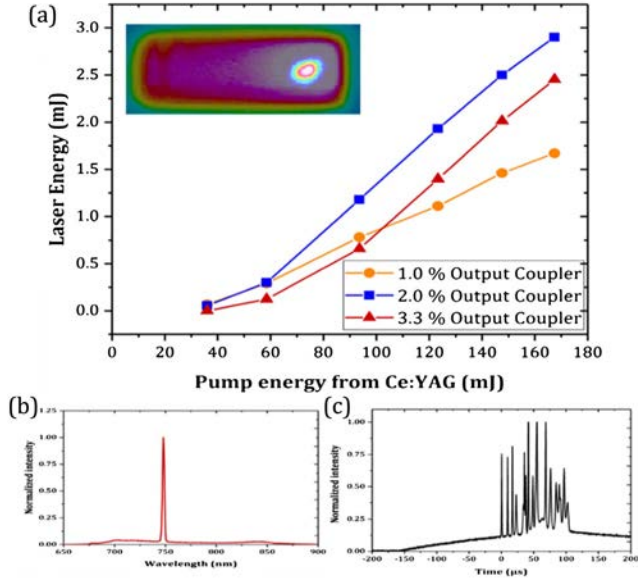 (a)
3.0
2.5
2.0
1.5
1.0
0.5
0.0
Laser Energy (mJ)
1.0 % Output Coupler
2.0 % Output Coupler
3.3 % Output Coupler
0 20 40 60 80 100 120 140 160 180
Pump energy from Ce:YAG (mJ)
(b)
1.25
1.00
0.75
0.50
0.25
0.00
Normalized intensity
650 700 750 800 850 900
Wavelength (nm)
(c)
1.00
0.75
0.50
0.25
0.00
Normalized intensity
-200 -150 -100 -50 0 50 100 150 200
Time (μs)